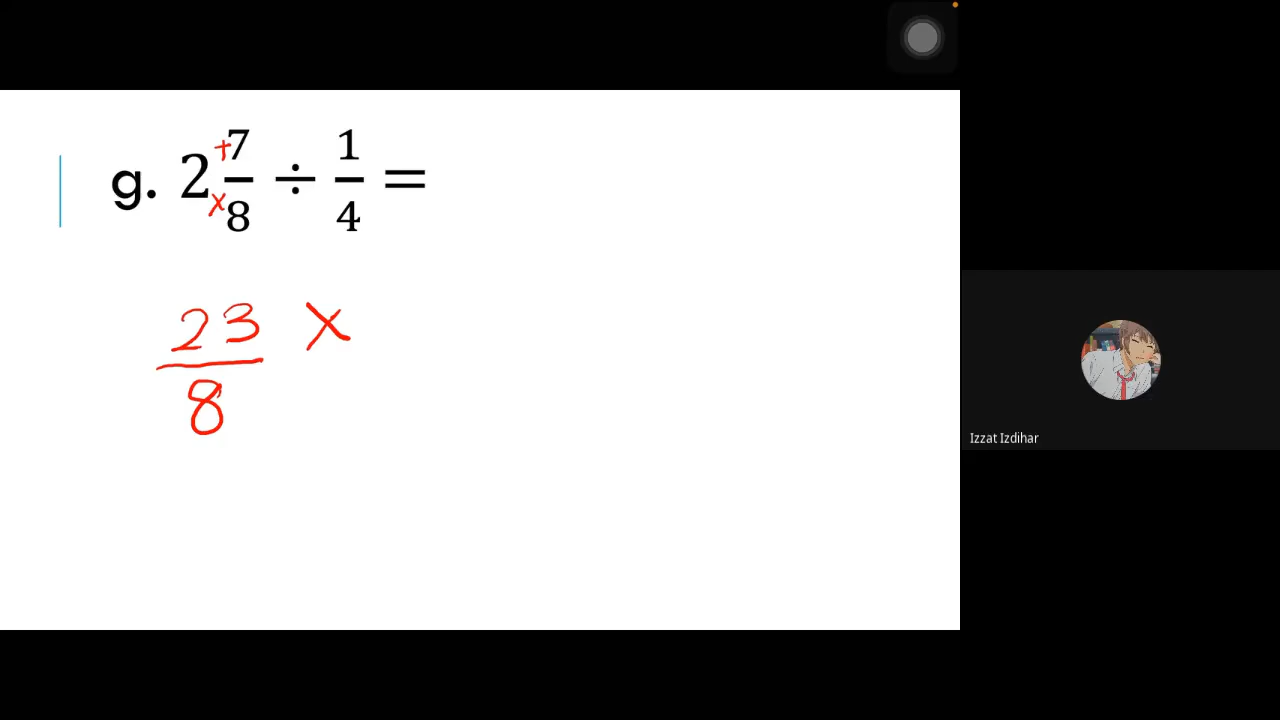 g. 2 + 7/8 x ÷ 1/4 =
23/8 x
Izzat Izdihar